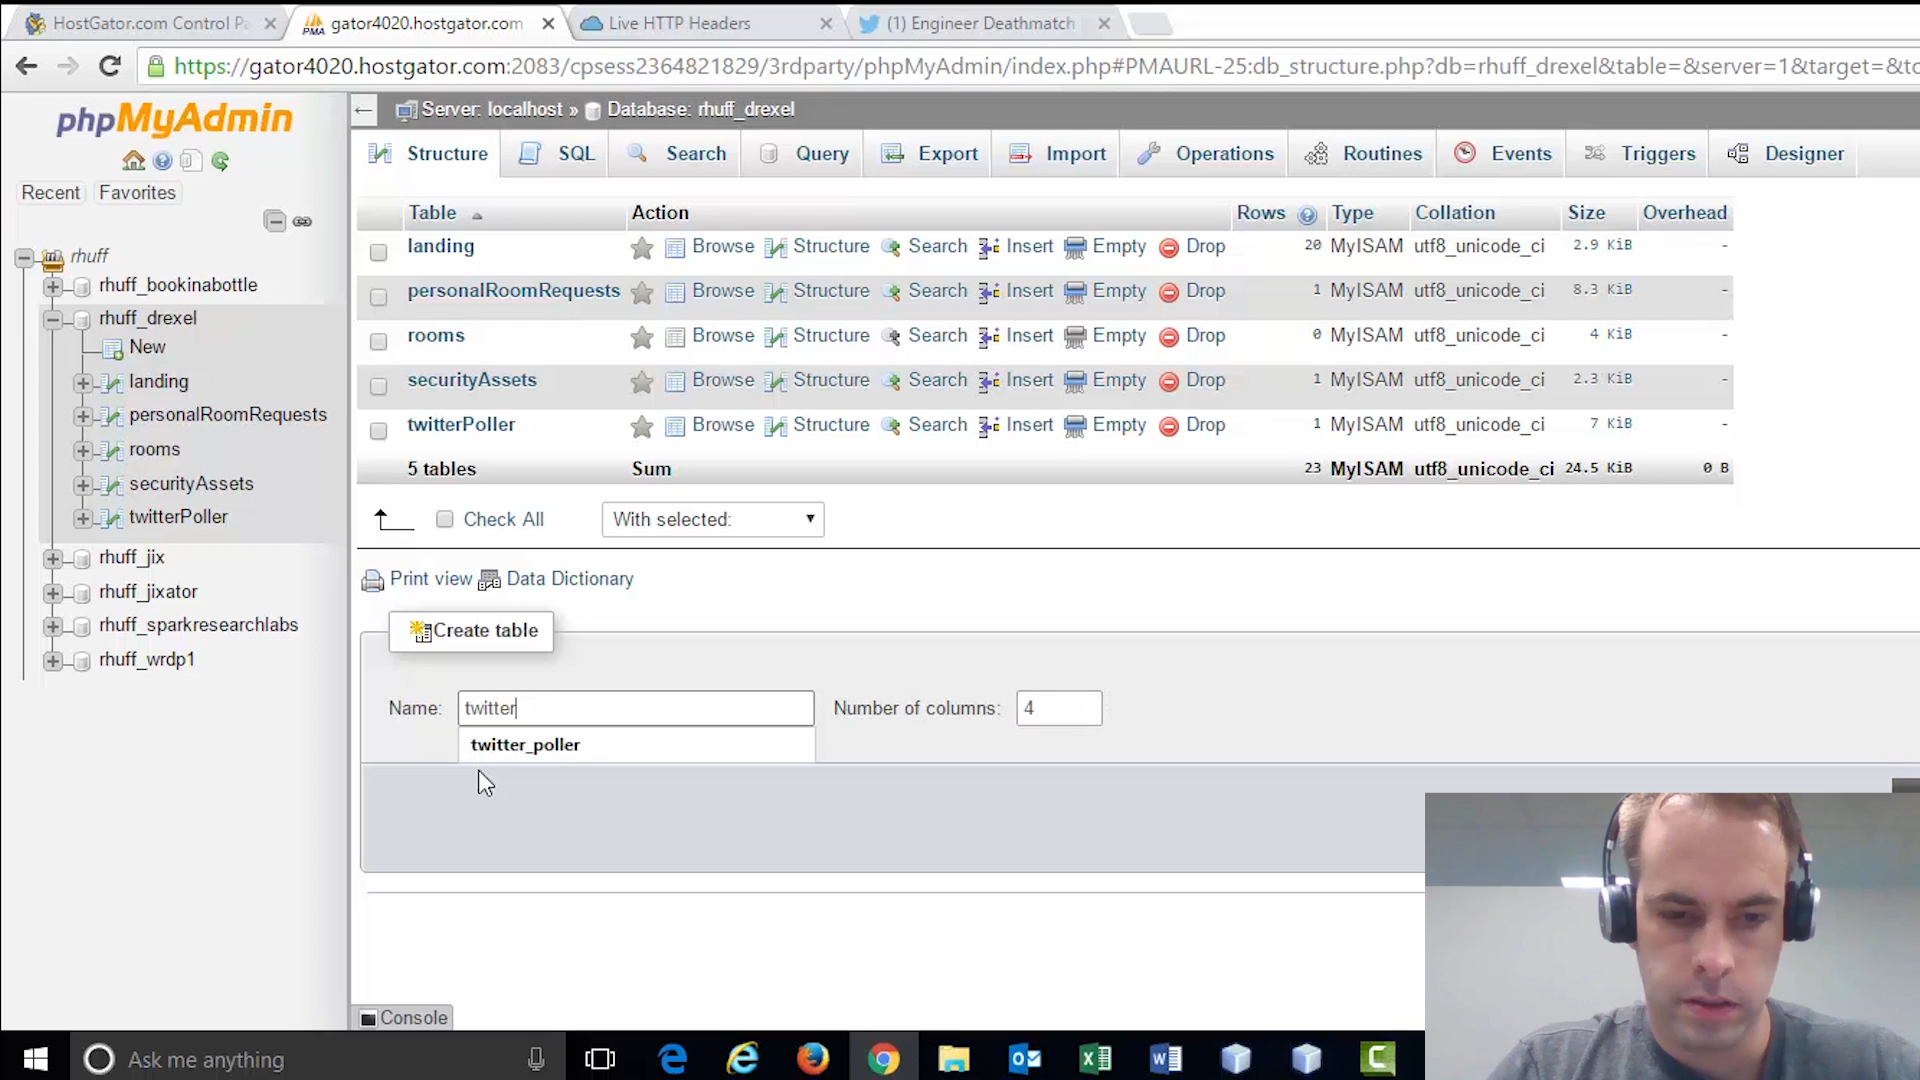 HostGator.com Control Pa
gator4020.hostgator.com
Live HTTP Headers
(1) Engineer Deathmatch
https://gator4020.hostgator.com:2083/cpsess2364821829/3rdparty/phpMyAdmin/index.php#PMAURL-25:db_structure.php?db=rhuff_drexel&table=&server=1&target=&to
phpMyAdmin
Recent Favorites
rhuff
rhuff_bookinabottle
rhuff_drexel
New
landing
personalRoomRequests
rooms
securityAssets
twitterPoller
rhuff_jix
rhuff_jixator
rhuff_sparkresearchlabs
rhuff_wrdp1
Server: localhost » Database: rhuff_drexel
Structure SQL Search Query Export Import Operations Routines Events Triggers Designer
Table Action Rows Type Collation Size Overhead
landing Browse Structure Search Insert Empty Drop 20 MyISAM utf8_unicode_ci 2.9 KiB -
personalRoomRequests Browse Structure Search Insert Empty Drop 1 MyISAM utf8_unicode_ci 8.3 KiB -
rooms Browse Structure Search Insert Empty Drop 0 MyISAM utf8_unicode_ci 4 KiB -
securityAssets Browse Structure Search Insert Empty Drop 1 MyISAM utf8_unicode_ci 2.3 KiB -
twitterPoller Browse Structure Search Insert Empty Drop 1 MyISAM utf8_unicode_ci 7 KiB -
5 tables Sum 23 MyISAM utf8_unicode_ci 24.5 KiB 0 B
Check All With selected:
Print view Data Dictionary
Create table
Name: twitter Number of columns: 4
twitter_poller
Console
Ask me anything